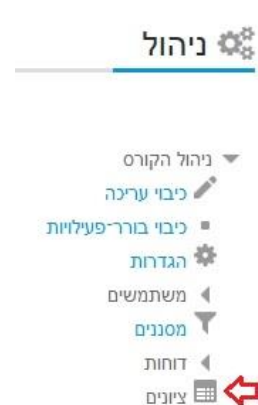 ניהול
ניהול הקורס
כיבוי עריכה
כיבוי בורר-פעילויות
הגדרות
משתמשים
מסננים
דוחות
ציונים